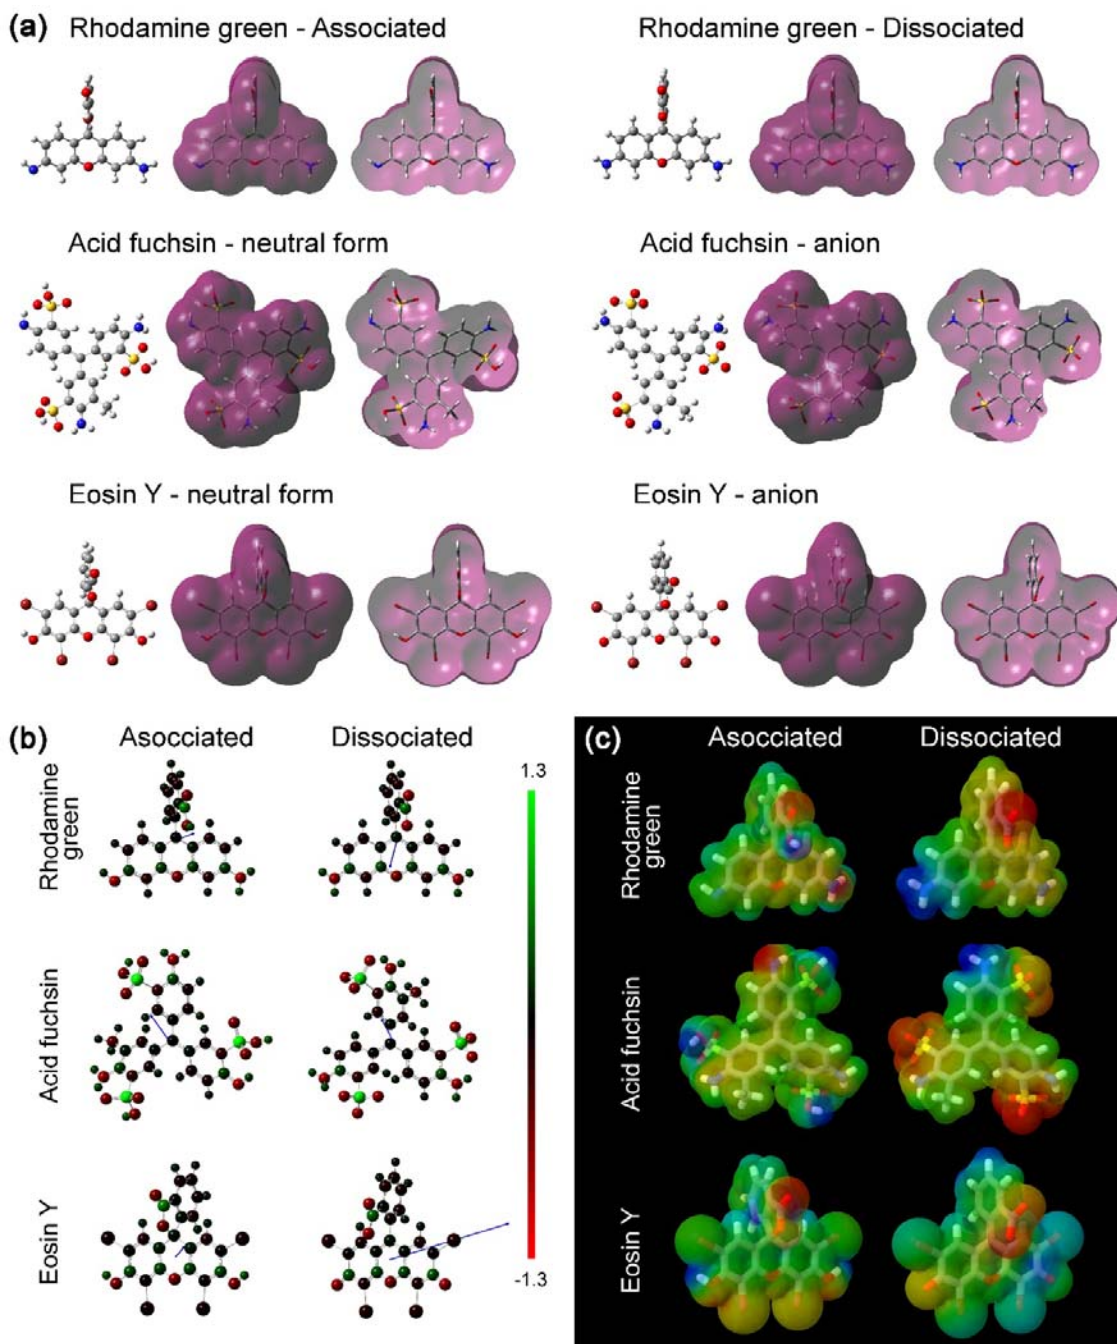 (a) Rhodamine green - Associated
Rhodamine green - Dissociated
Acid fuchsin - neutral form
Acid fuchsin - anion
Eosin Y - neutral form
Eosin Y - anion
(b)
Asocciated
Dissociated
1.3
-1.3
Rhodamine
green
Acid fuchsin
Eosin Y
(c)
Asocciated
Dissociated
Rhodamine
green
Acid fuchsin
Eosin Y